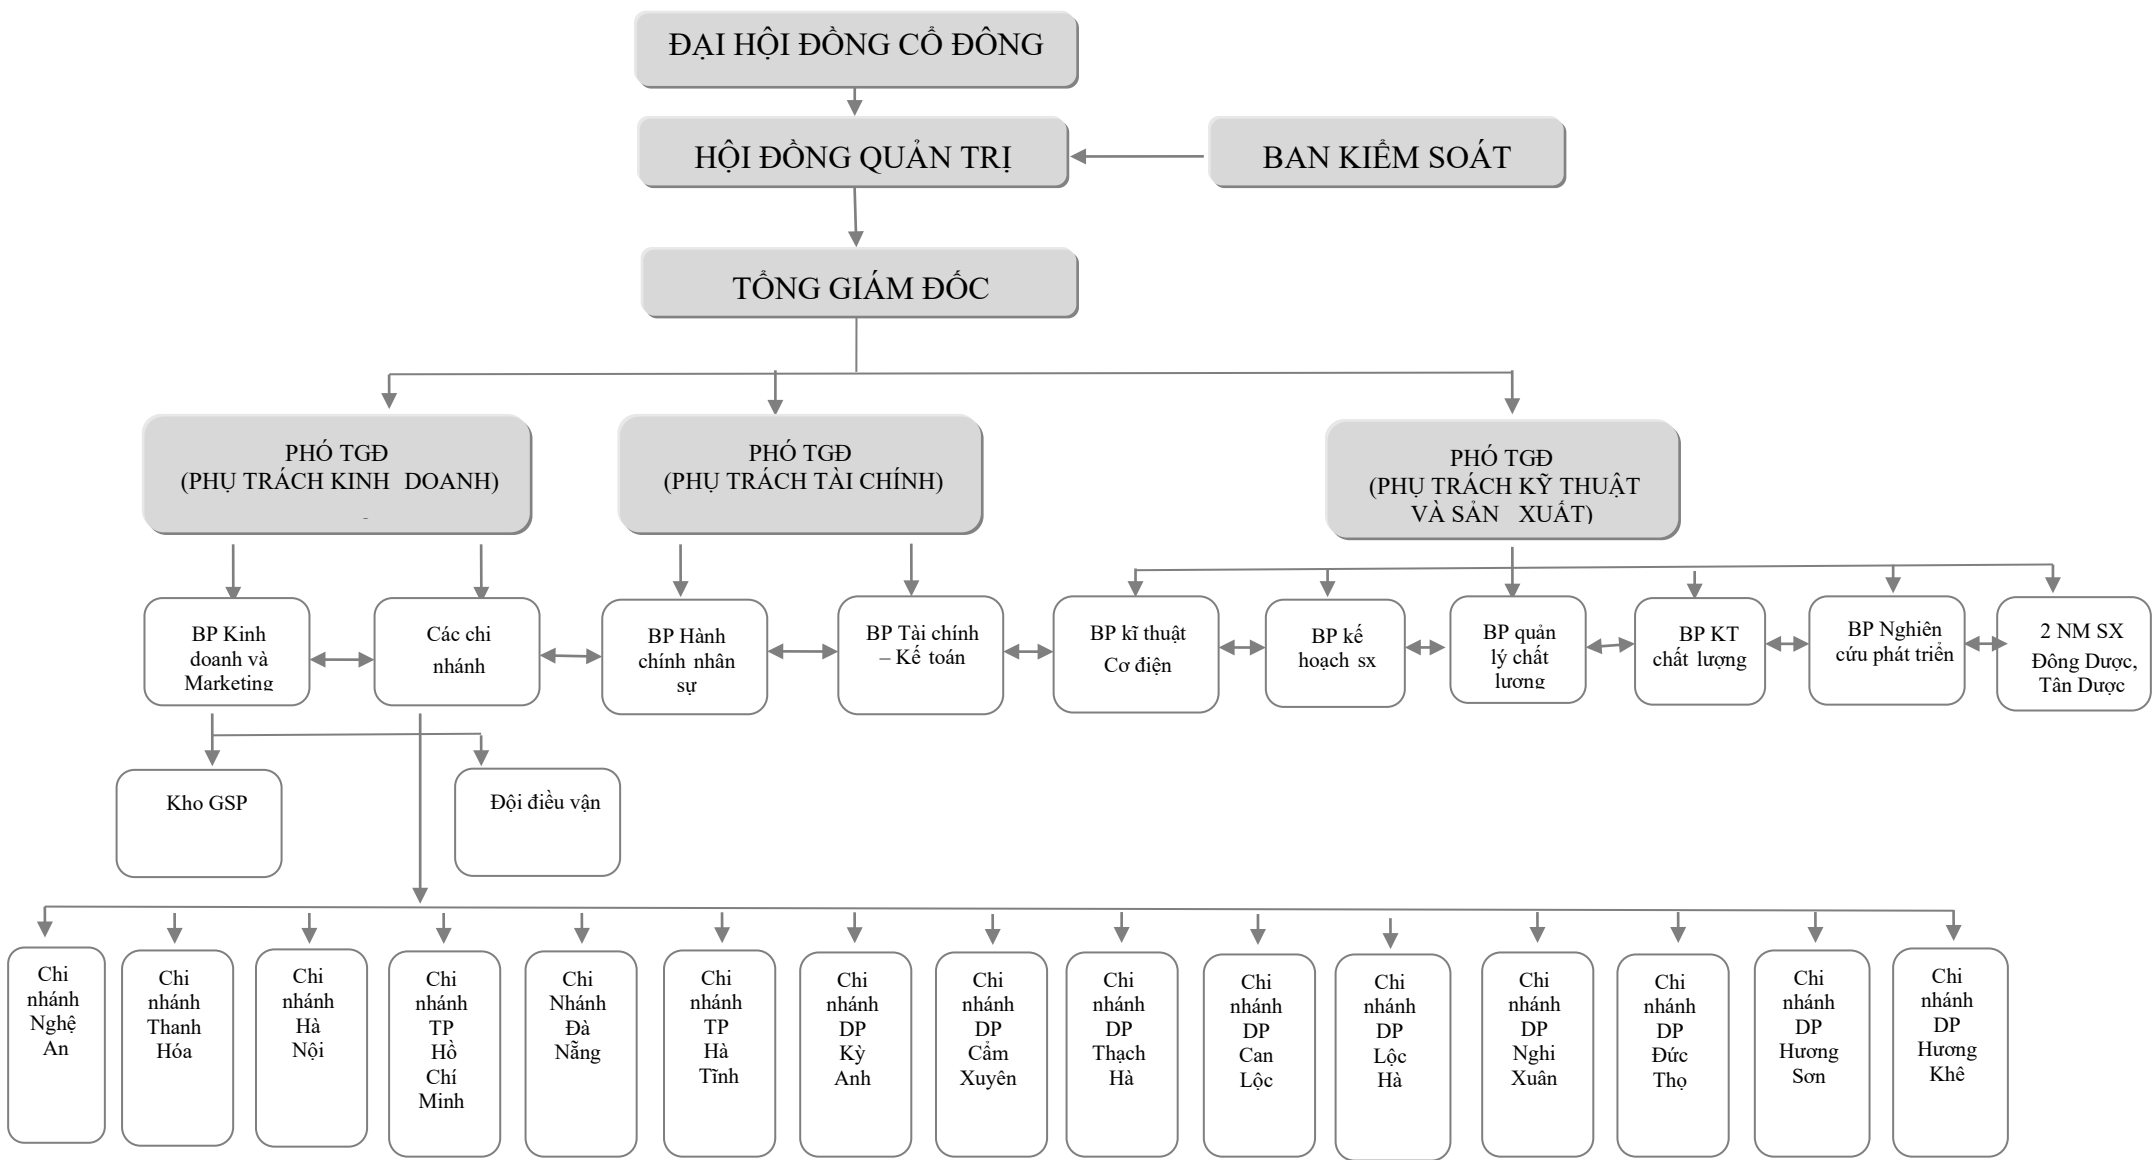 ĐẠI HỘI ĐỒNG CỔ ĐÔNG
HỘI ĐỒNG QUẢN TRỊ
BAN KIỂM SOÁT
TỔNG GIÁM ĐỐC
PHÓ TGĐ
(PHỤ TRÁCH KINH DOANH)
PHÓ TGĐ
(PHỤ TRÁCH TÀI CHÍNH)
PHÓ TGĐ
(PHỤ TRÁCH KỸ THUẬT
VÀ SẢN XUẤT)
BP Kinh
doanh và
Marketing
Các chi
nhánh
BP Hành
chính nhân
sự
BP Tài chính
– Kế toán
BP kĩ thuật
Cơ điện
BP kế
hoạch sx
BP quản
lý chất
lương
BP KT
chất lượng
BP Nghiên
cứu phát triển
2 NM SX
Đông Dược,
Tân Dược
Kho GSP
Đội điều vận
Chi
nhánh
Nghệ
An
Chi
nhánh
Thanh
Hóa
Chi
nhánh
Hà
Nội
Chi
nhánh
TP
Hồ
Chí
Minh
Chi
Nhánh
Đà
Nẵng
Chi
nhánh
TP
Hà
Tĩnh
Chi
nhánh
DP
Kỳ
Anh
Chi
nhánh
DP
Cẩm
Xuyên
Chi
nhánh
DP
Thạch
Hà
Chi
nhánh
DP
Can
Lộc
Chi
nhánh
DP
Lộc
Hà
Chi
nhánh
DP
Nghi
Xuân
Chi
nhánh
DP
Đức
Thọ
Chi
nhánh
DP
Hương
Sơn
Chi
nhánh
DP
Hương
Khê